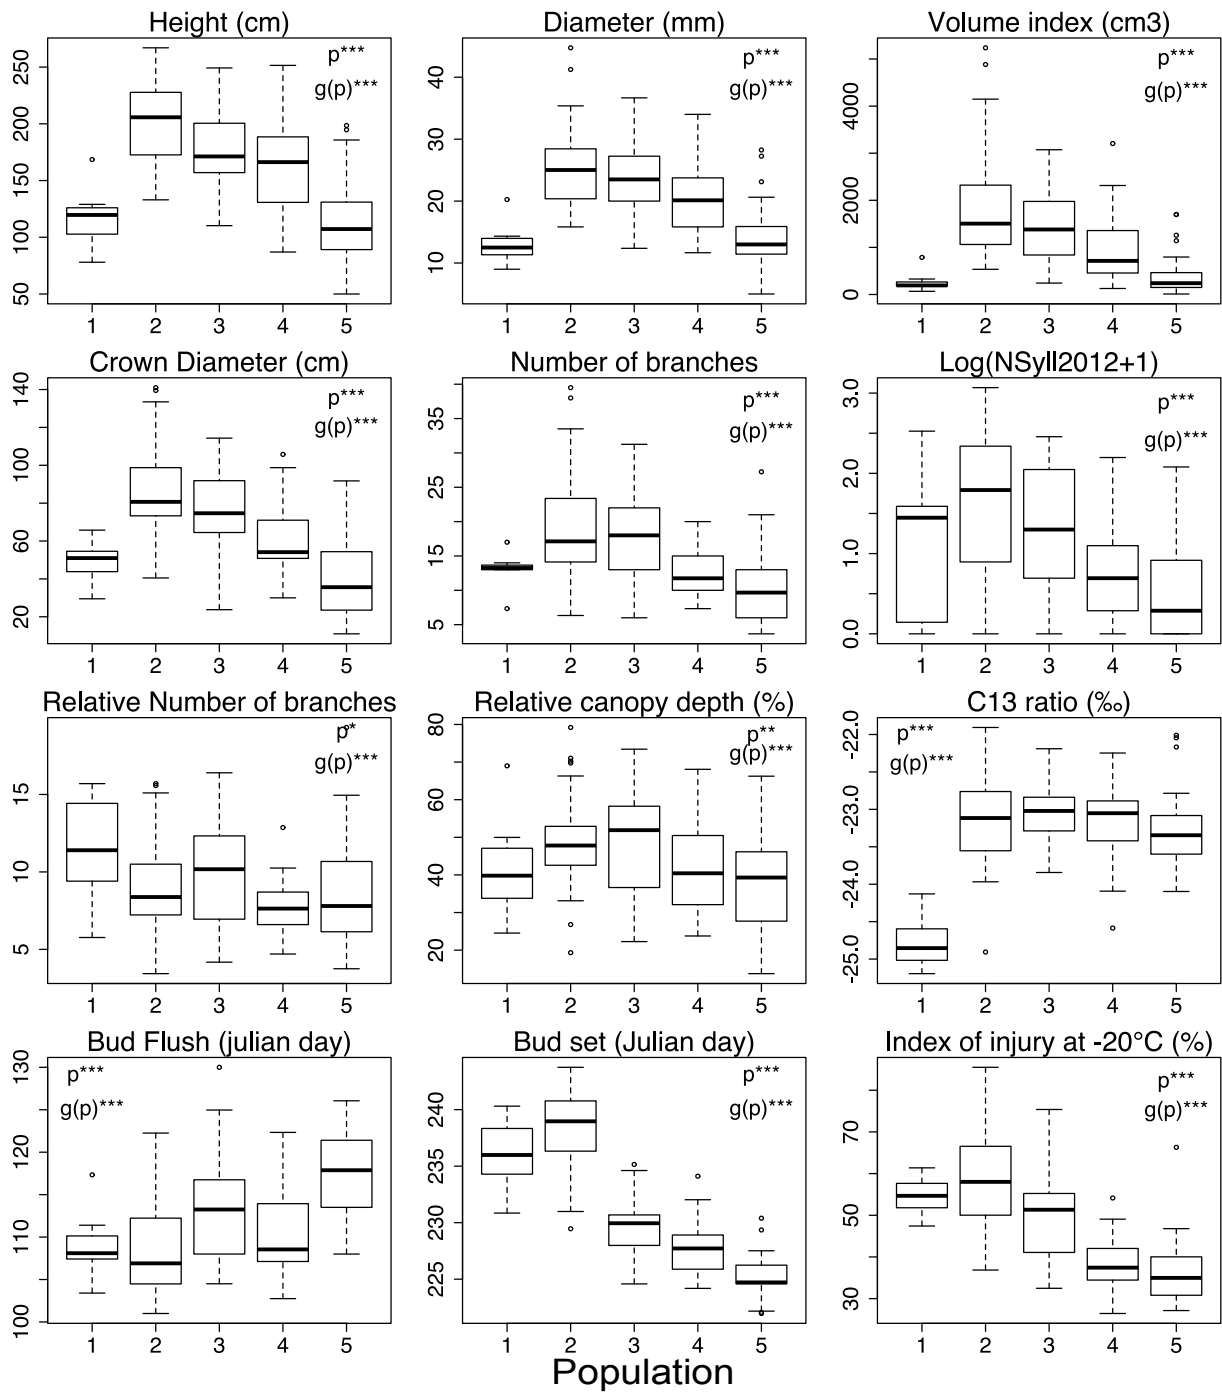 Height (cm)
p***
g(p)***
50 100 150 200 250
1 2 3 4 5
Diameter (mm)
p***
g(p)***
10 20 30 40
1 2 3 4 5
Volume index (cm3)
p***
g(p)***
0 2000 4000
1 2 3 4 5
Crown Diameter (cm)
p***
g(p)***
20 60 100 140
1 2 3 4 5
Number of branches
p***
g(p)***
5 15 25 35
1 2 3 4 5
Log(NSyll2012+1)
p***
g(p)***
0.0 1.0 2.0 3.0
1 2 3 4 5
Relative Number of branches
p*
g(p)***
5 10 15
1 2 3 4 5
Relative canopy depth (%)
p**
g(p)***
20 40 60 80
1 2 3 4 5
C13 ratio (‰)
p***
g(p)***
-25.0 -24.0 -23.0 -22.0
1 2 3 4 5
Bud Flush (julian day)
p***
g(p)***
100 110 120 130
1 2 3 4 5
Bud set (Julian day)
p***
g(p)***
225 230 235 240
1 2 3 4 5
Index of injury at -20°C (%)
p***
g(p)***
30 50 70
1 2 3 4 5
Population